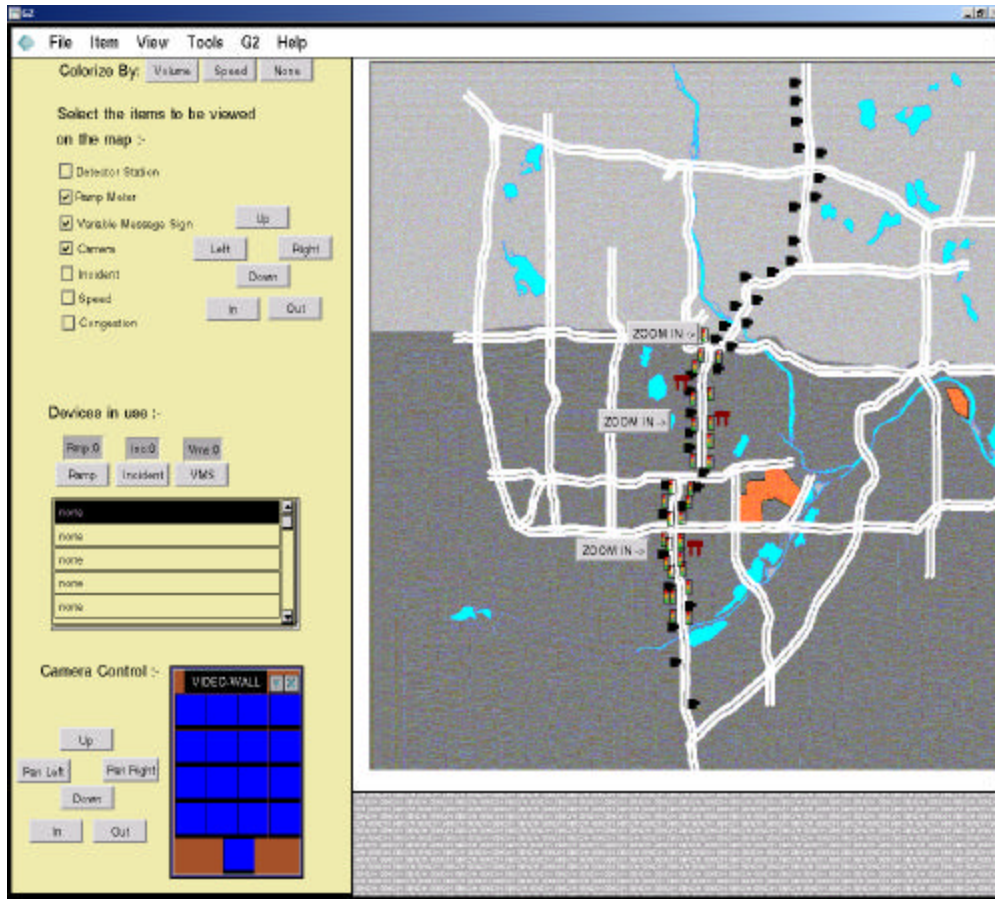 G2
File Item View Tools G2 Help
Colorize By: Volume Speed None
Select the items to be viewed
on the map :-
Detector Station
Ramp Meter
Variable Message Sign
Camera
Incident
Speed
Congestion
Up
Left Right
Down
In Out
ZOOM IN ->
ZOOM IN ->
ZOOM IN ->
Devices in use :-
Rmp:0 Inc:0 Vms:0
Ramp Incident VMS
none
none
none
none
none
Camera Control :-
VIDEO-WALL
Up
Pan Left Pan Right
Down
In Out